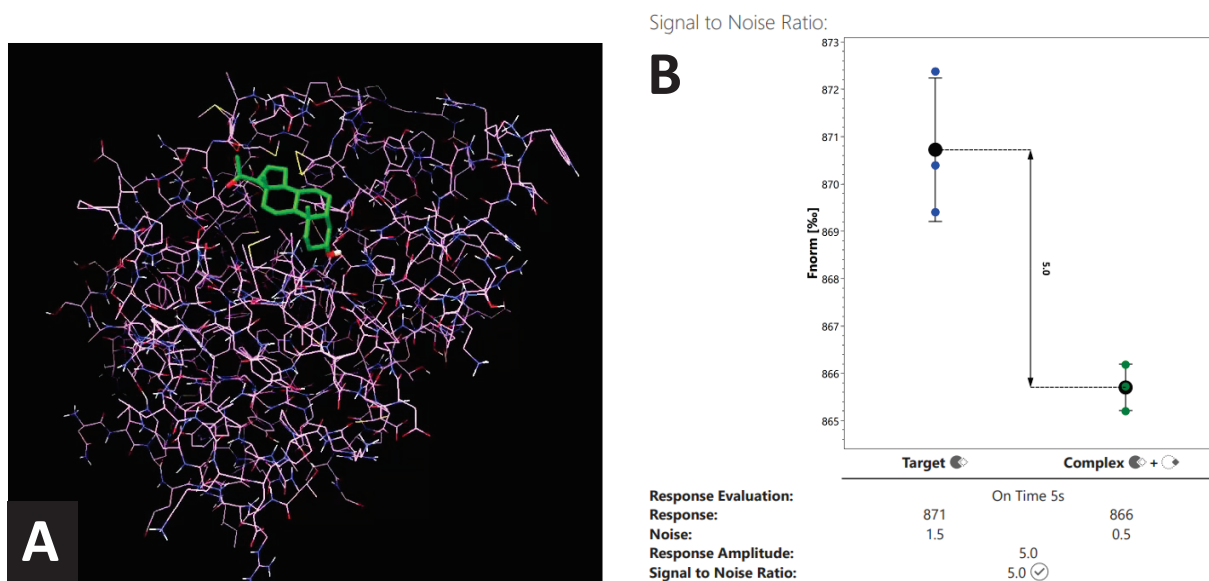 A
Signal to Noise Ratio:
B
Fnorm [‰]
873
872
871
870
869
868
867
866
865
5.0
Target Complex +
Response Evaluation: On Time 5s
Response: 871 866
Noise: 1.5 0.5
Response Amplitude: 5.0
Signal to Noise Ratio: 5.0